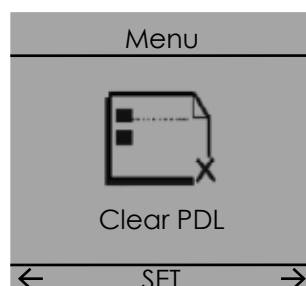 Menu
Clear PDL
← SET →